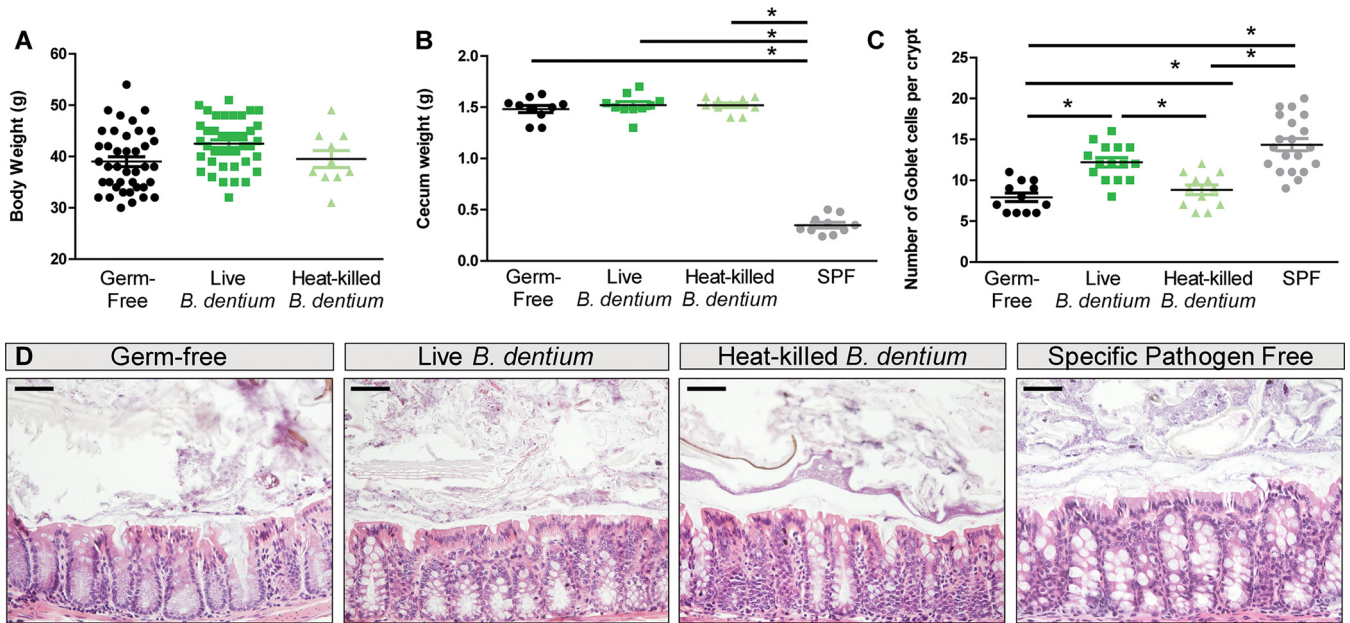 A
Body Weight (g)
60
50
40
30
20
Germ-
Free
Live
B. dentium
Heat-killed
B. dentium
B
Cecum weight (g)
2.0
1.5
1.0
0.5
0.0
*
*
*
Germ-
Free
Live
B. dentium
Heat-killed
B. dentium
SPF
C
Number of Goblet cells per crypt
25
20
15
10
5
0
*
*
*
*
*
Germ-
Free
Live
B. dentium
Heat-killed
B. dentium
SPF
D
Germ-free
Live B. dentium
Heat-killed B. dentium
Specific Pathogen Free